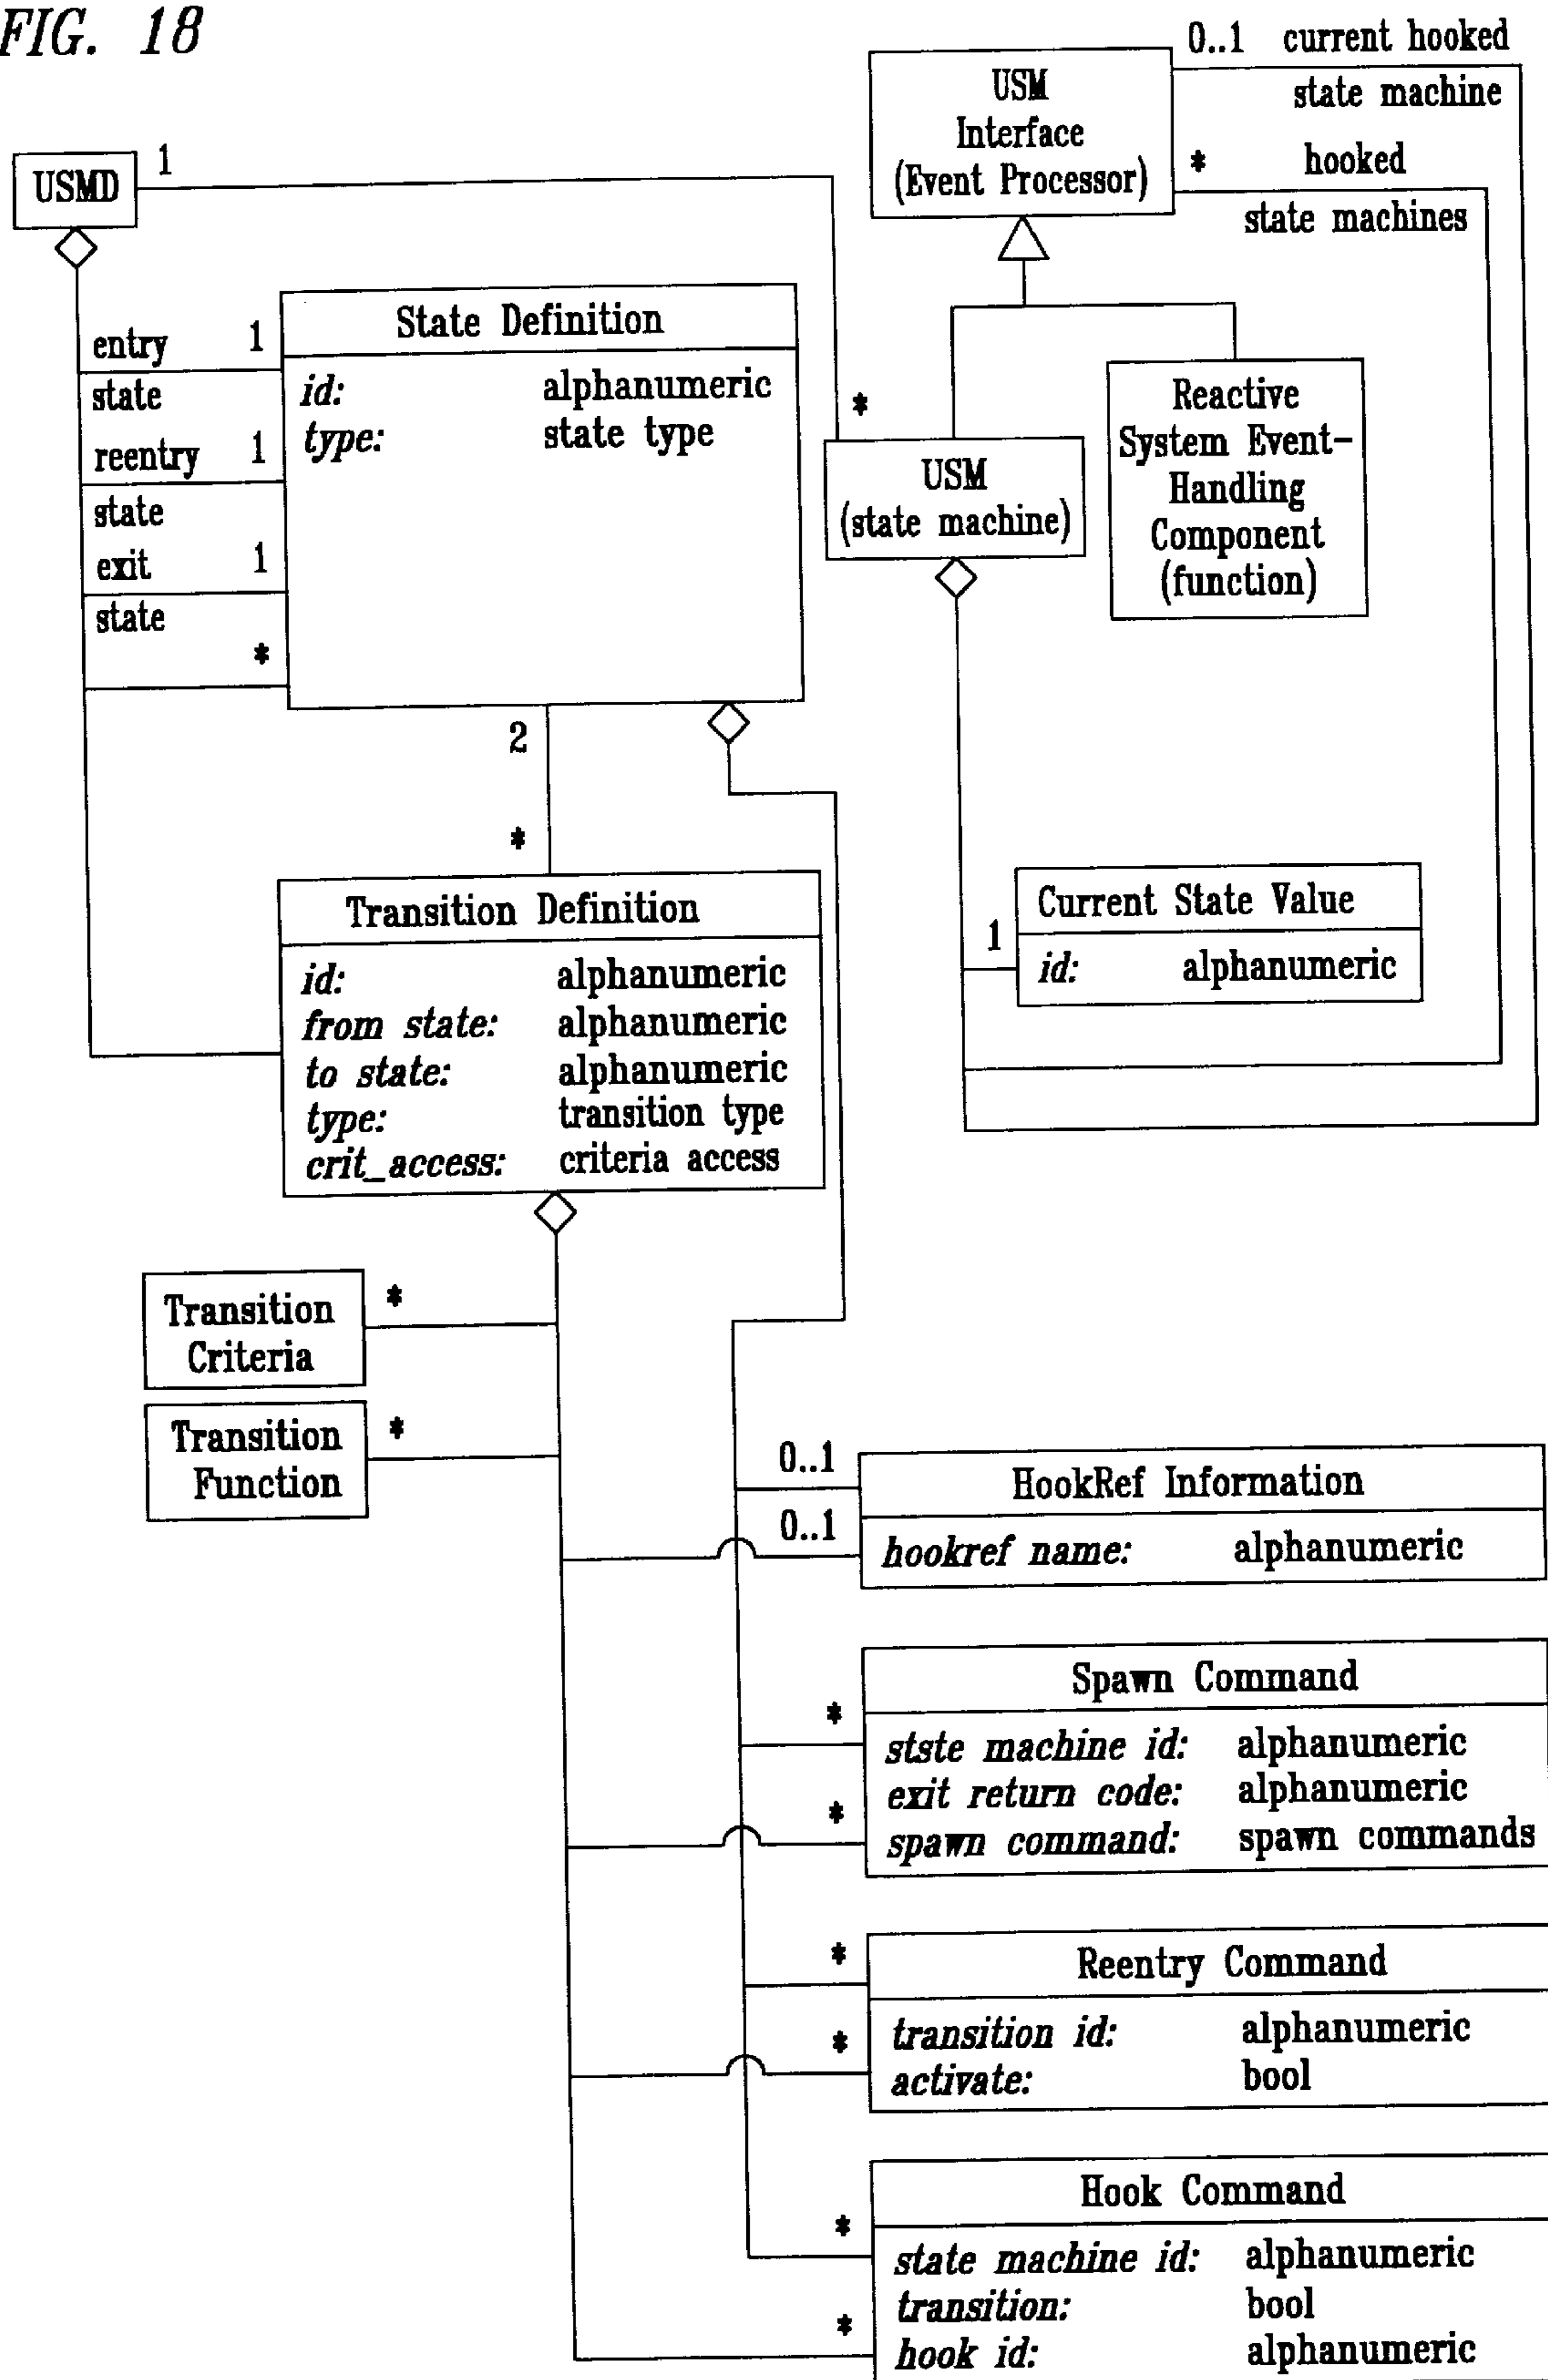 FIG. 18
0..1 current hooked
state machine
* hooked
state machines
USM
Interface
(Event Processor)
USMD
1
*
entry 1
state
reentry 1
state
exit 1
state
*
State Definition
id: alphanumeric
type: state type
Reactive
System Event-
Handling
Component
(function)
USM
(state machine)
2
*
Current State Value
1
id: alphanumeric
Transition Definition
id: alphanumeric
from state: alphanumeric
to state: alphanumeric
type: transition type
crit_access: criteria access
Transition
Criteria
*
Transition
Function
*
0..1
0..1
HookRef Information
hookref name: alphanumeric
Spawn Command
*
*
stste machine id: alphanumeric
exit return code: alphanumeric
spawn command: spawn commands
Reentry Command
*
*
transition id: alphanumeric
activate: bool
Hook Command
*
*
state machine id: alphanumeric
transition: bool
hook id: alphanumeric